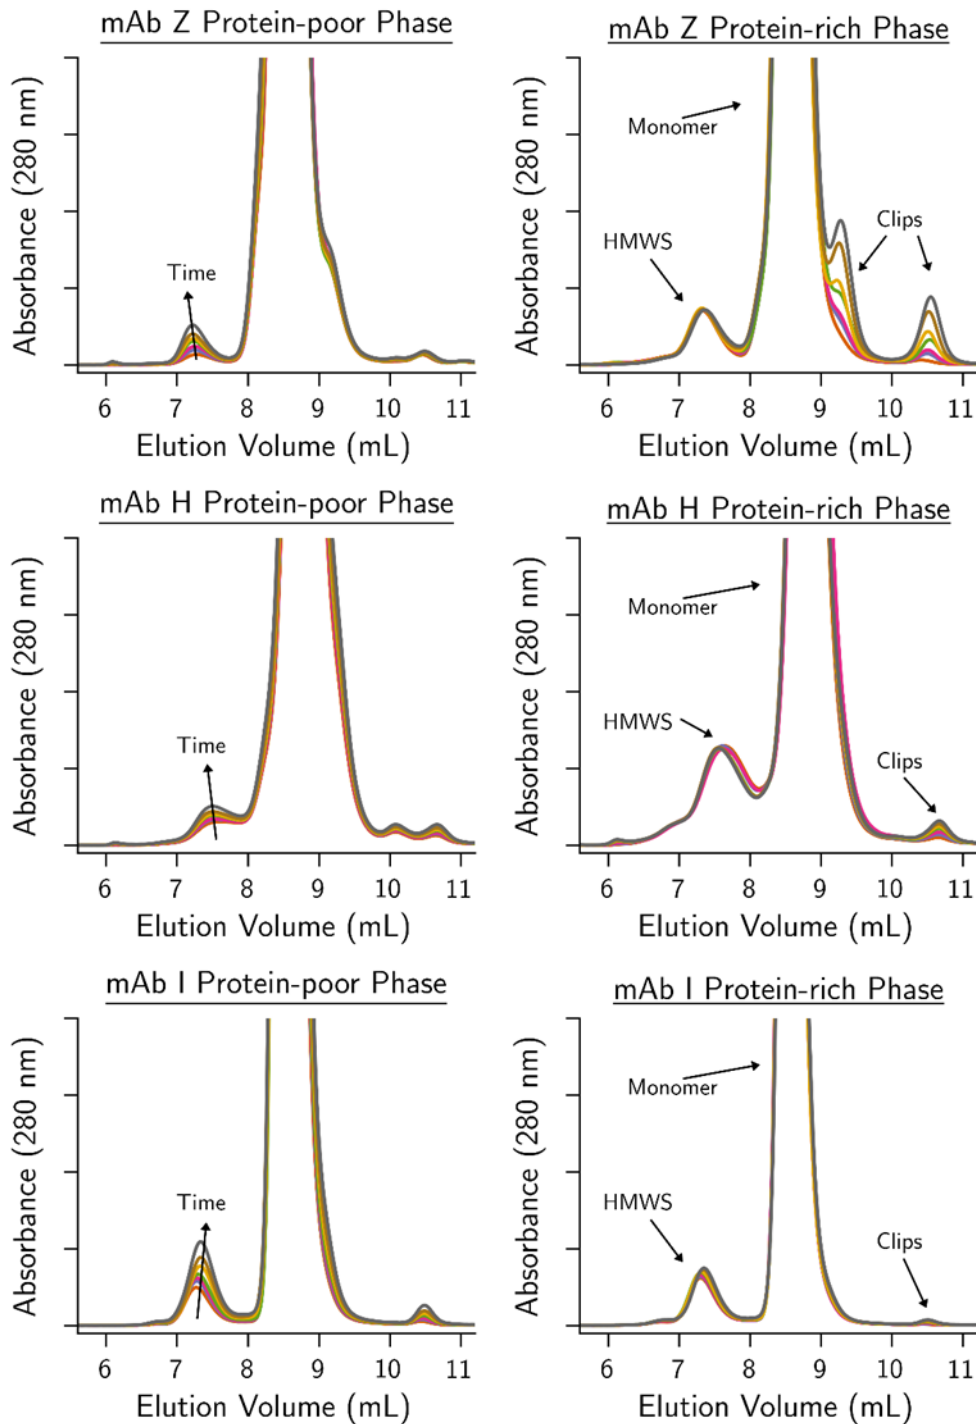 mAb Z Protein-poor Phase
Absorbance (280 nm)
Time
6 7 8 9 10 11
Elution Volume (mL)
mAb Z Protein-rich Phase
Absorbance (280 nm)
Monomer
HMWS
Clips
6 7 8 9 10 11
Elution Volume (mL)
mAb H Protein-poor Phase
Absorbance (280 nm)
Time
6 7 8 9 10 11
Elution Volume (mL)
mAb H Protein-rich Phase
Absorbance (280 nm)
Monomer
HMWS
Clips
6 7 8 9 10 11
Elution Volume (mL)
mAb I Protein-poor Phase
Absorbance (280 nm)
Time
6 7 8 9 10 11
Elution Volume (mL)
mAb I Protein-rich Phase
Absorbance (280 nm)
Monomer
HMWS
Clips
6 7 8 9 10 11
Elution Volume (mL)